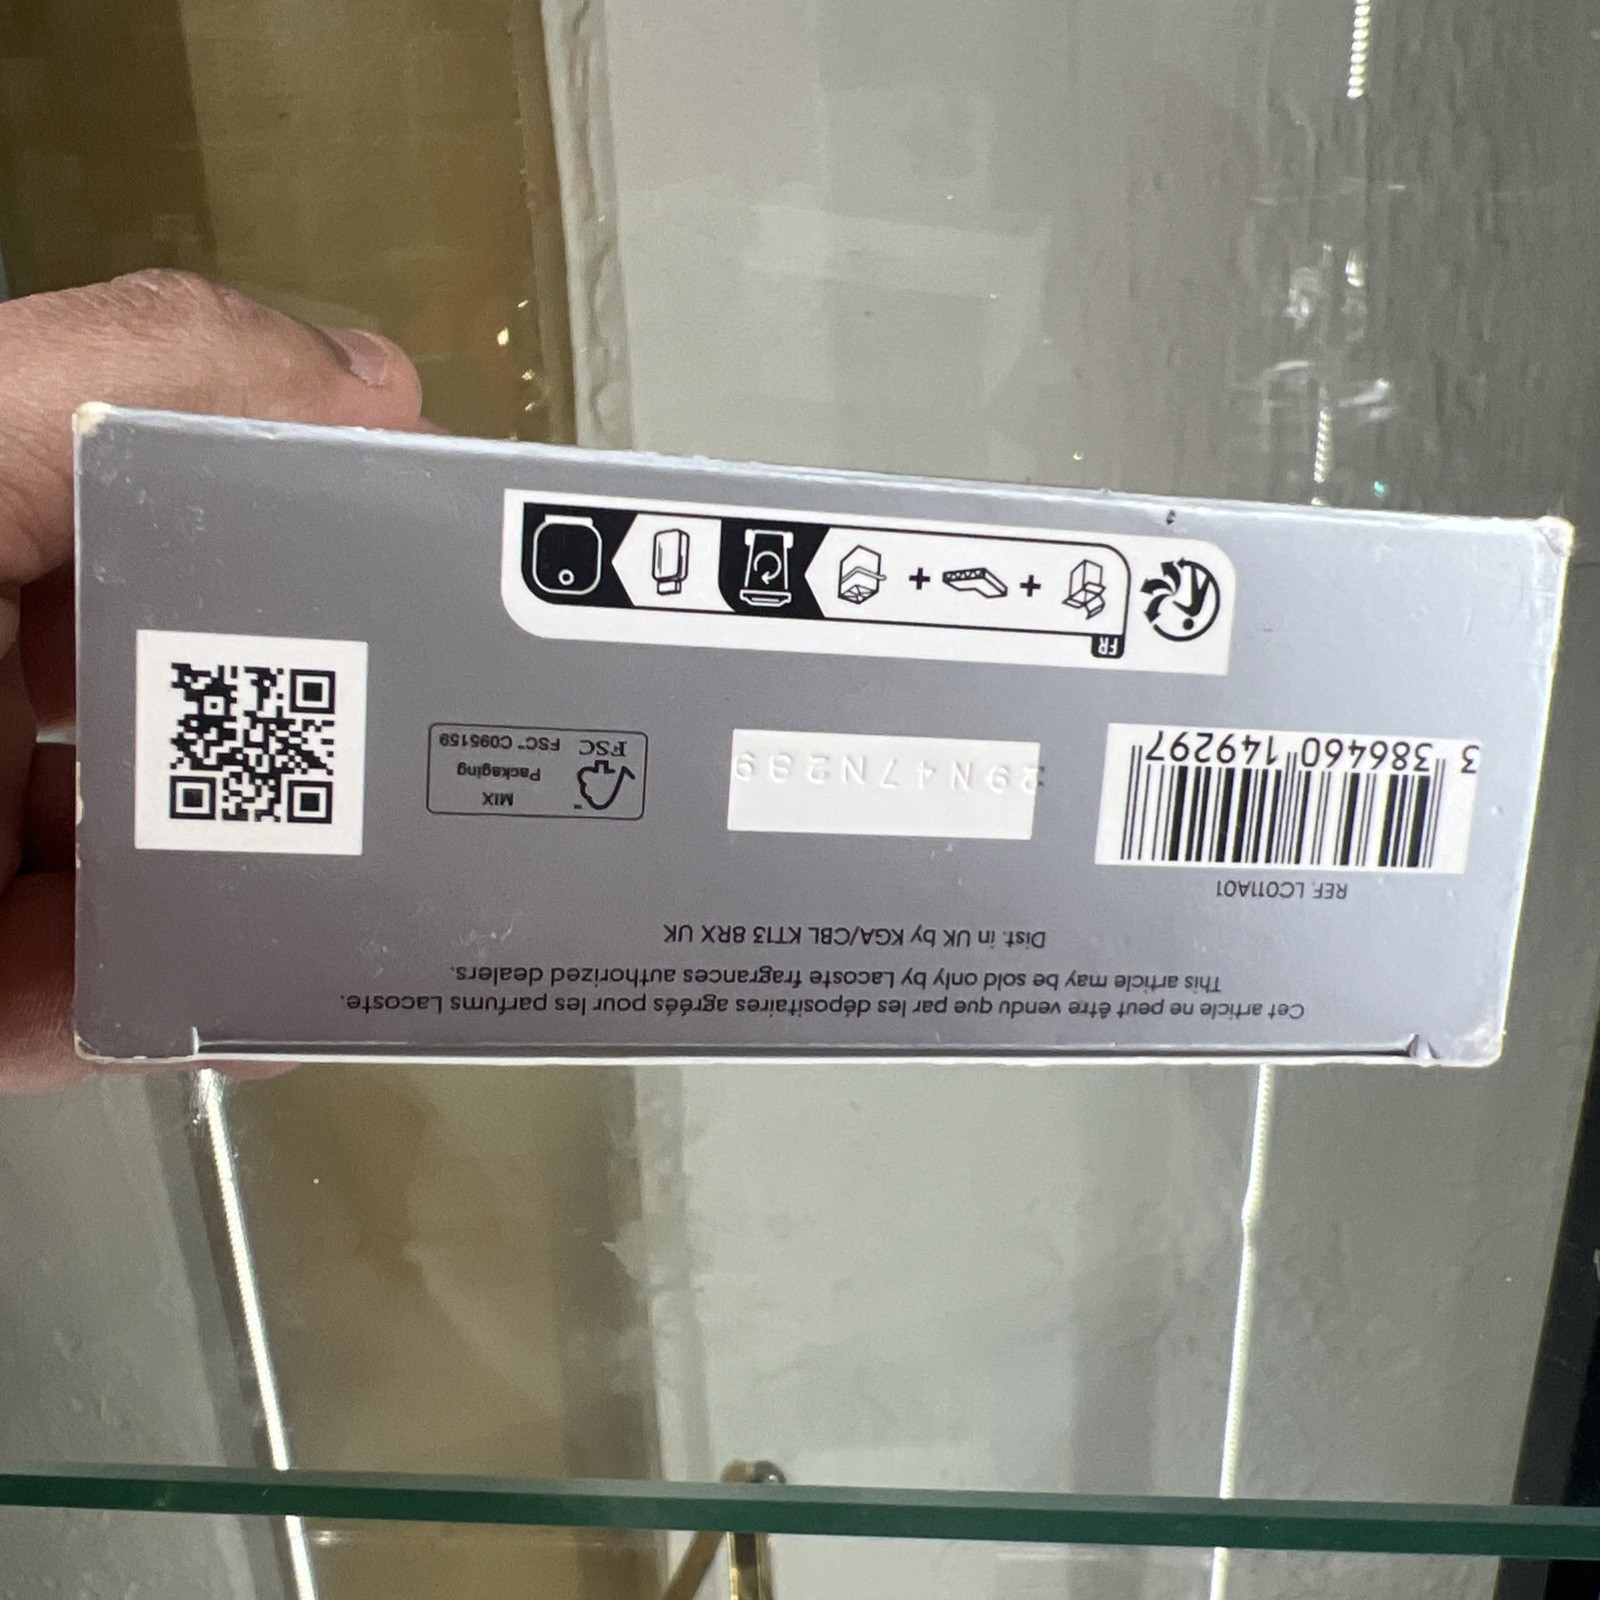 Cet article ne peut être vendu que par les dépositaires agréés pour les parfums Lacoste.
This article may be sold only by Lacoste fragrances authorized dealers.
Dist. in UK by KGA/CBL KT13 8RX UK
REF. LC011A01
3 386460 149297
MIX
Packaging
FSC FSC™ C095159
FR